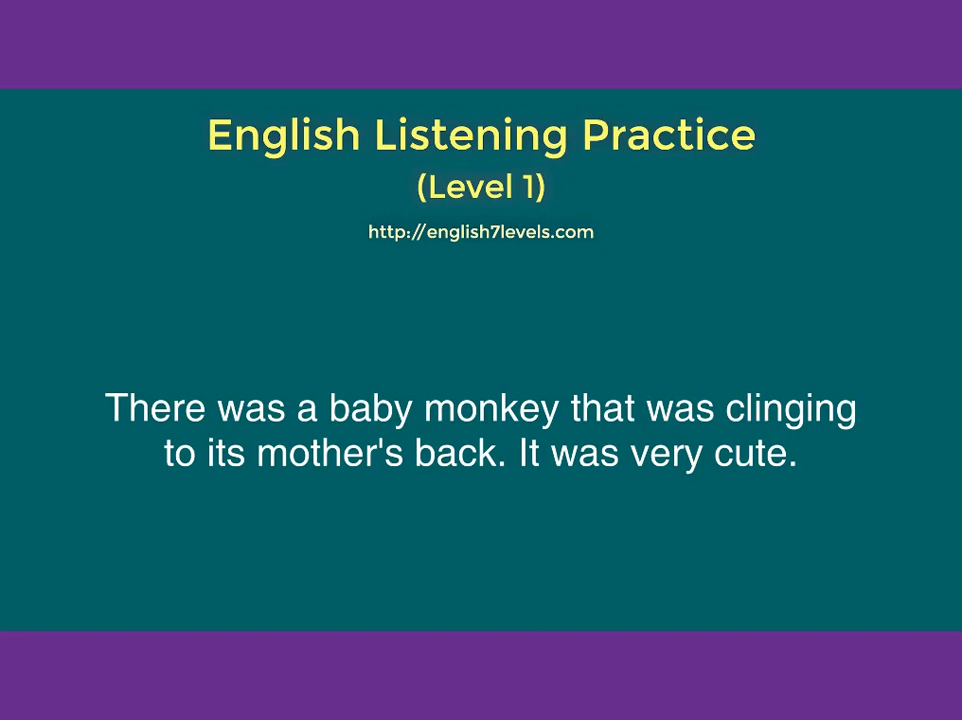 English Listening Practice
(Level 1)
http://english7levels.com
There was a baby monkey that was clinging
to its mother's back. It was very cute.